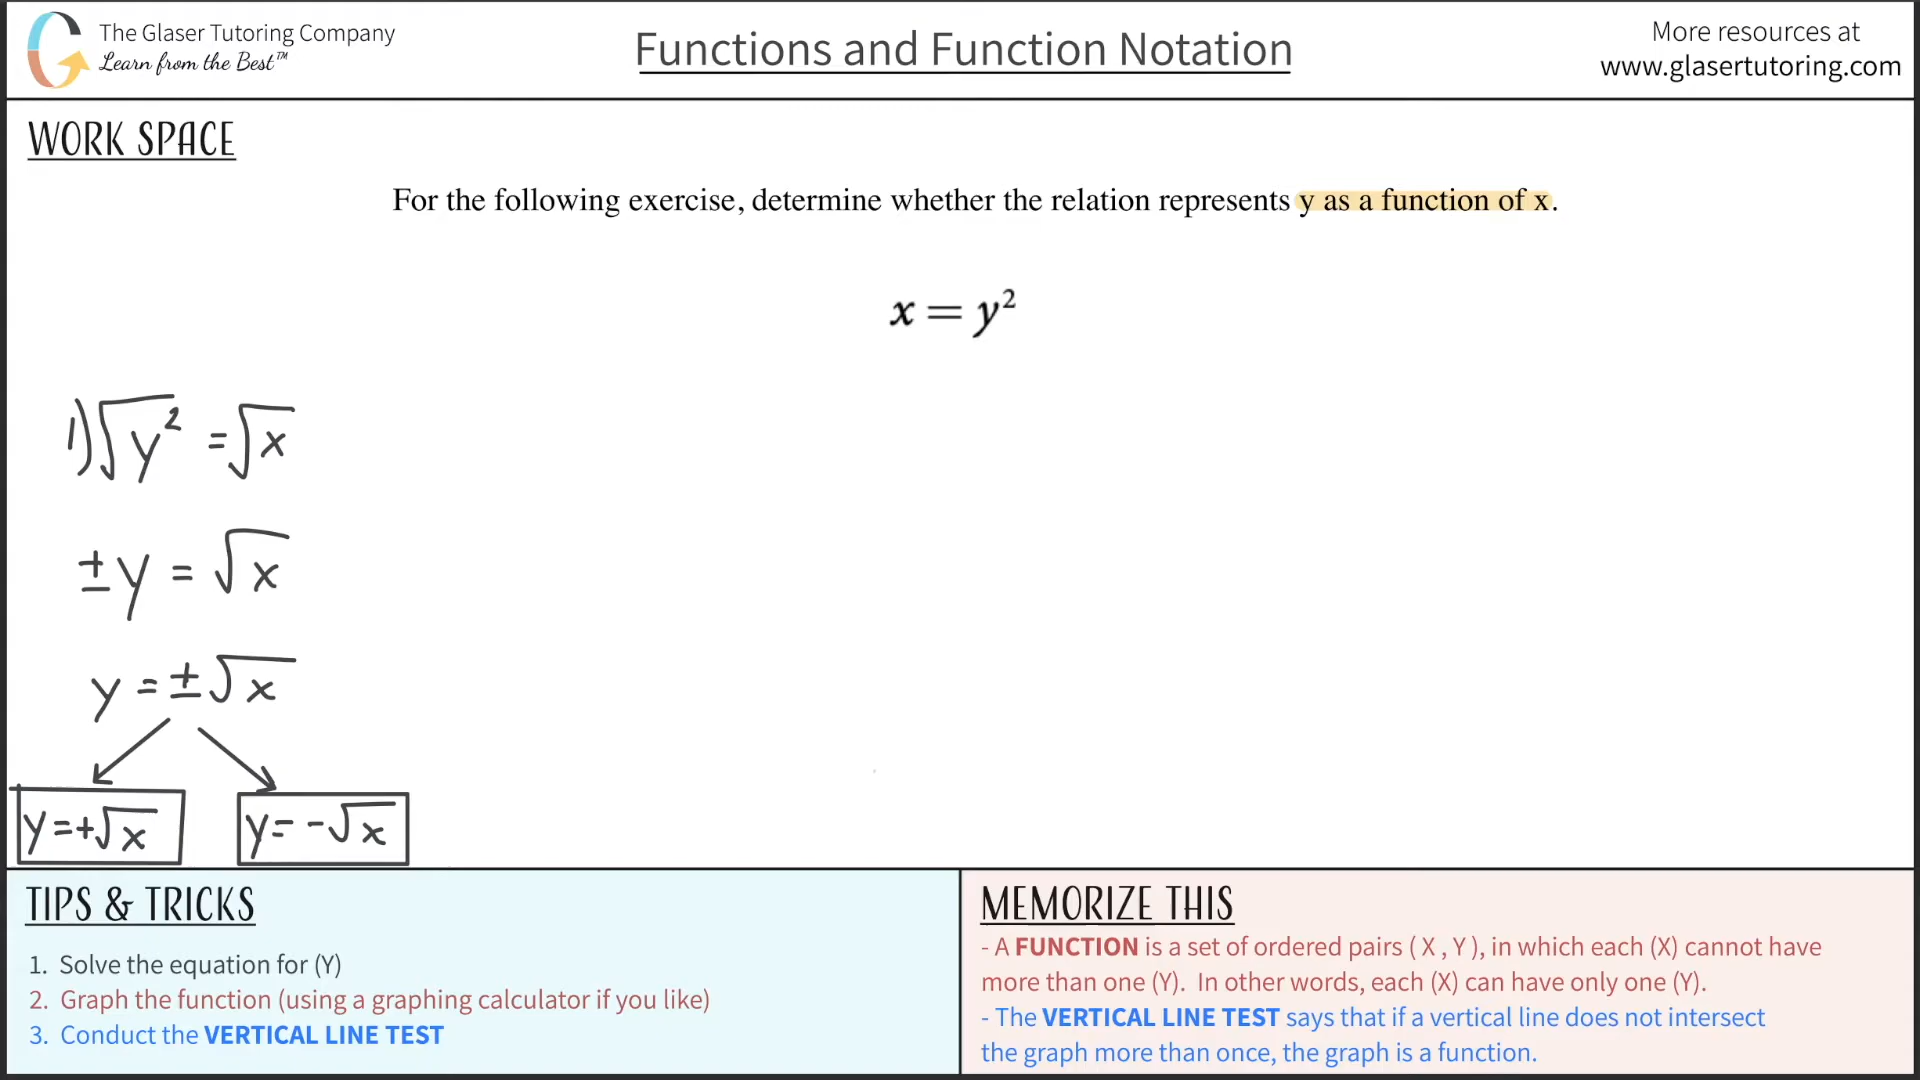 The Glaser Tutoring Company
Learn from the Best™
Functions and Function Notation
More resources at
www.glasertutoring.com
WORK SPACE
For the following exercise, determine whether the relation represents y as a function of x.
x = y²
1) √y² = √x
± y = √x
y = ± √x
y = + √x
y = - √x
TIPS & TRICKS
1. Solve the equation for (Y)
2. Graph the function (using a graphing calculator if you like)
3. Conduct the VERTICAL LINE TEST
MEMORIZE THIS
- A FUNCTION is a set of ordered pairs ( X , Y ), in which each (X) cannot have
more than one (Y). In other words, each (X) can have only one (Y).
- The VERTICAL LINE TEST says that if a vertical line does not intersect
the graph more than once, the graph is a function.